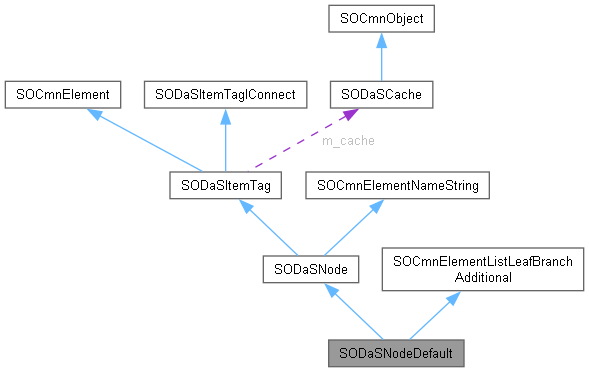 SOCmnObject
SOCmnElement
SODaSItemTagIConnect
SODaSCache
m_cache
SODaSItemTag
SOCmnElementNameString
SODaSNode
SOCmnElementListLeafBranch
Additional
SODaSNodeDefault